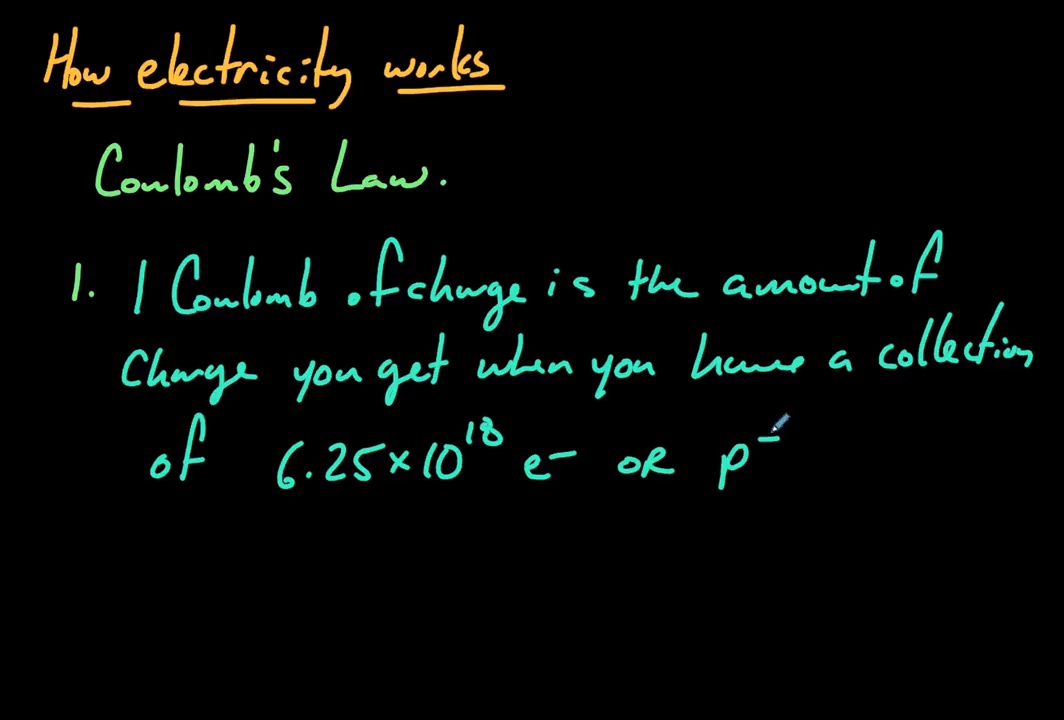 How electricity works
Coulomb's Law.
1. 1 Coulomb of charge is the amount of
charge you get when you have a collection
of 6.25×10¹⁸ e⁻ OR p⁻